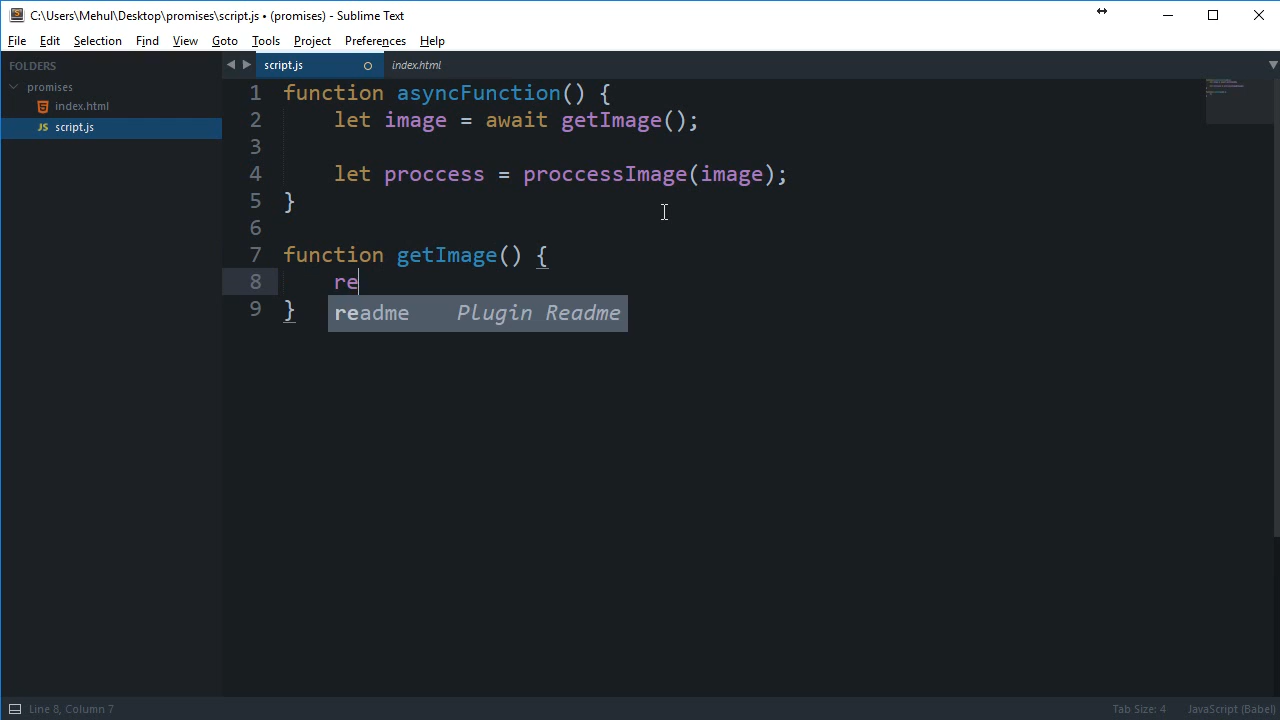 C:\Users\Mehul\Desktop\promises\script.js • (promises) - Sublime Text
File Edit Selection Find View Goto Tools Project Preferences Help
FOLDERS
promises
index.html
JS script.js
script.js index.html
1 function asyncFunction() {
2 let image = await getImage();
3
4 let proccess = proccessImage(image);
5 }
6
7 function getImage() {
8 re
readme Plugin Readme
9 }
Line 8, Column 7 Tab Size: 4 JavaScript (Babel)